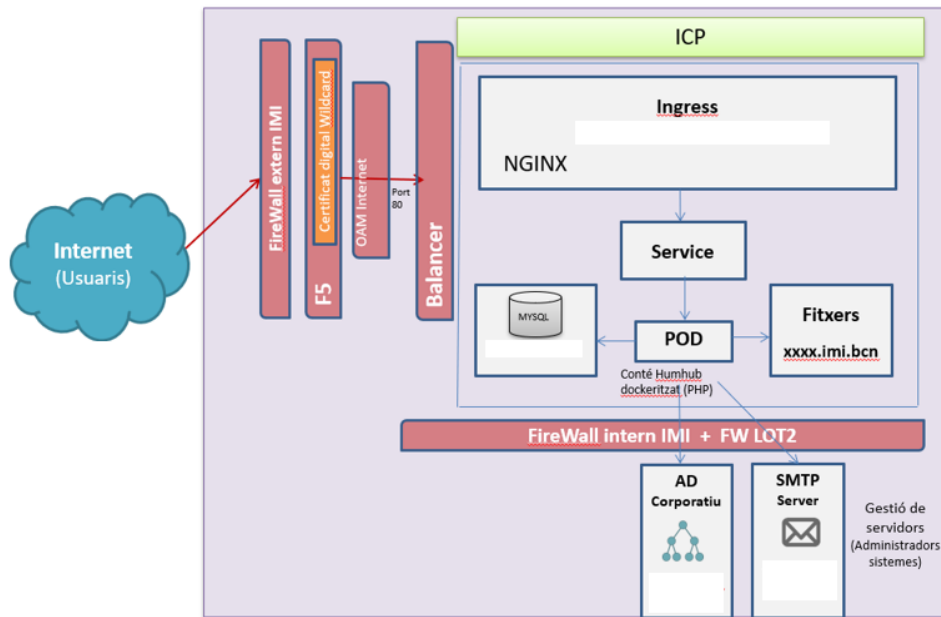 ICP
Internet
(Usuaris)
FireWall extern IMI
F5
Certificat digital Wildcard
OAM Internet
Port
80
Balancer
Ingress
NGINX
Service
MYSQL
POD
Conté Humhub
dockeritzat (PHP)
Fitxers
xxxx.imi.bcn
FireWall intern IMI + FW LOT2
AD
Corporatiu
SMTP
Server
Gestió de
servidors
(Administradors
sistemes)